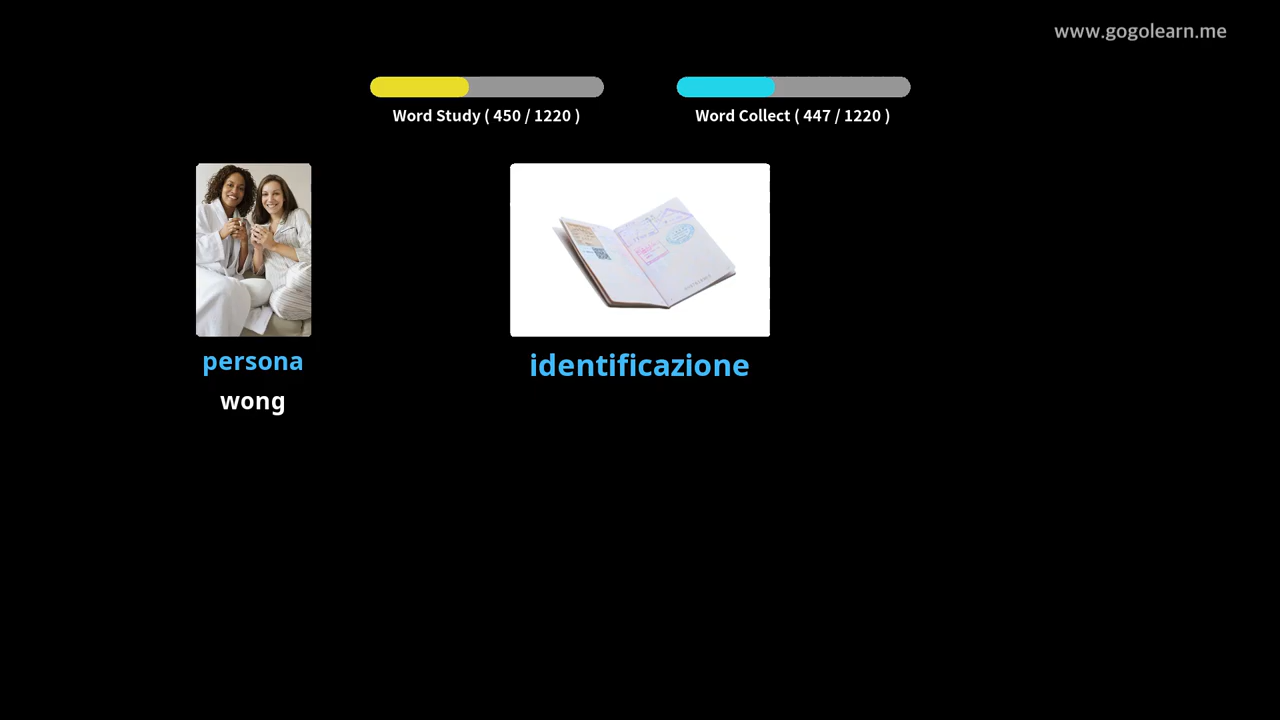 www.gogolearn.me
Word Study ( 450 / 1220 )
Word Collect ( 447 / 1220 )
persona
wong
identificazione